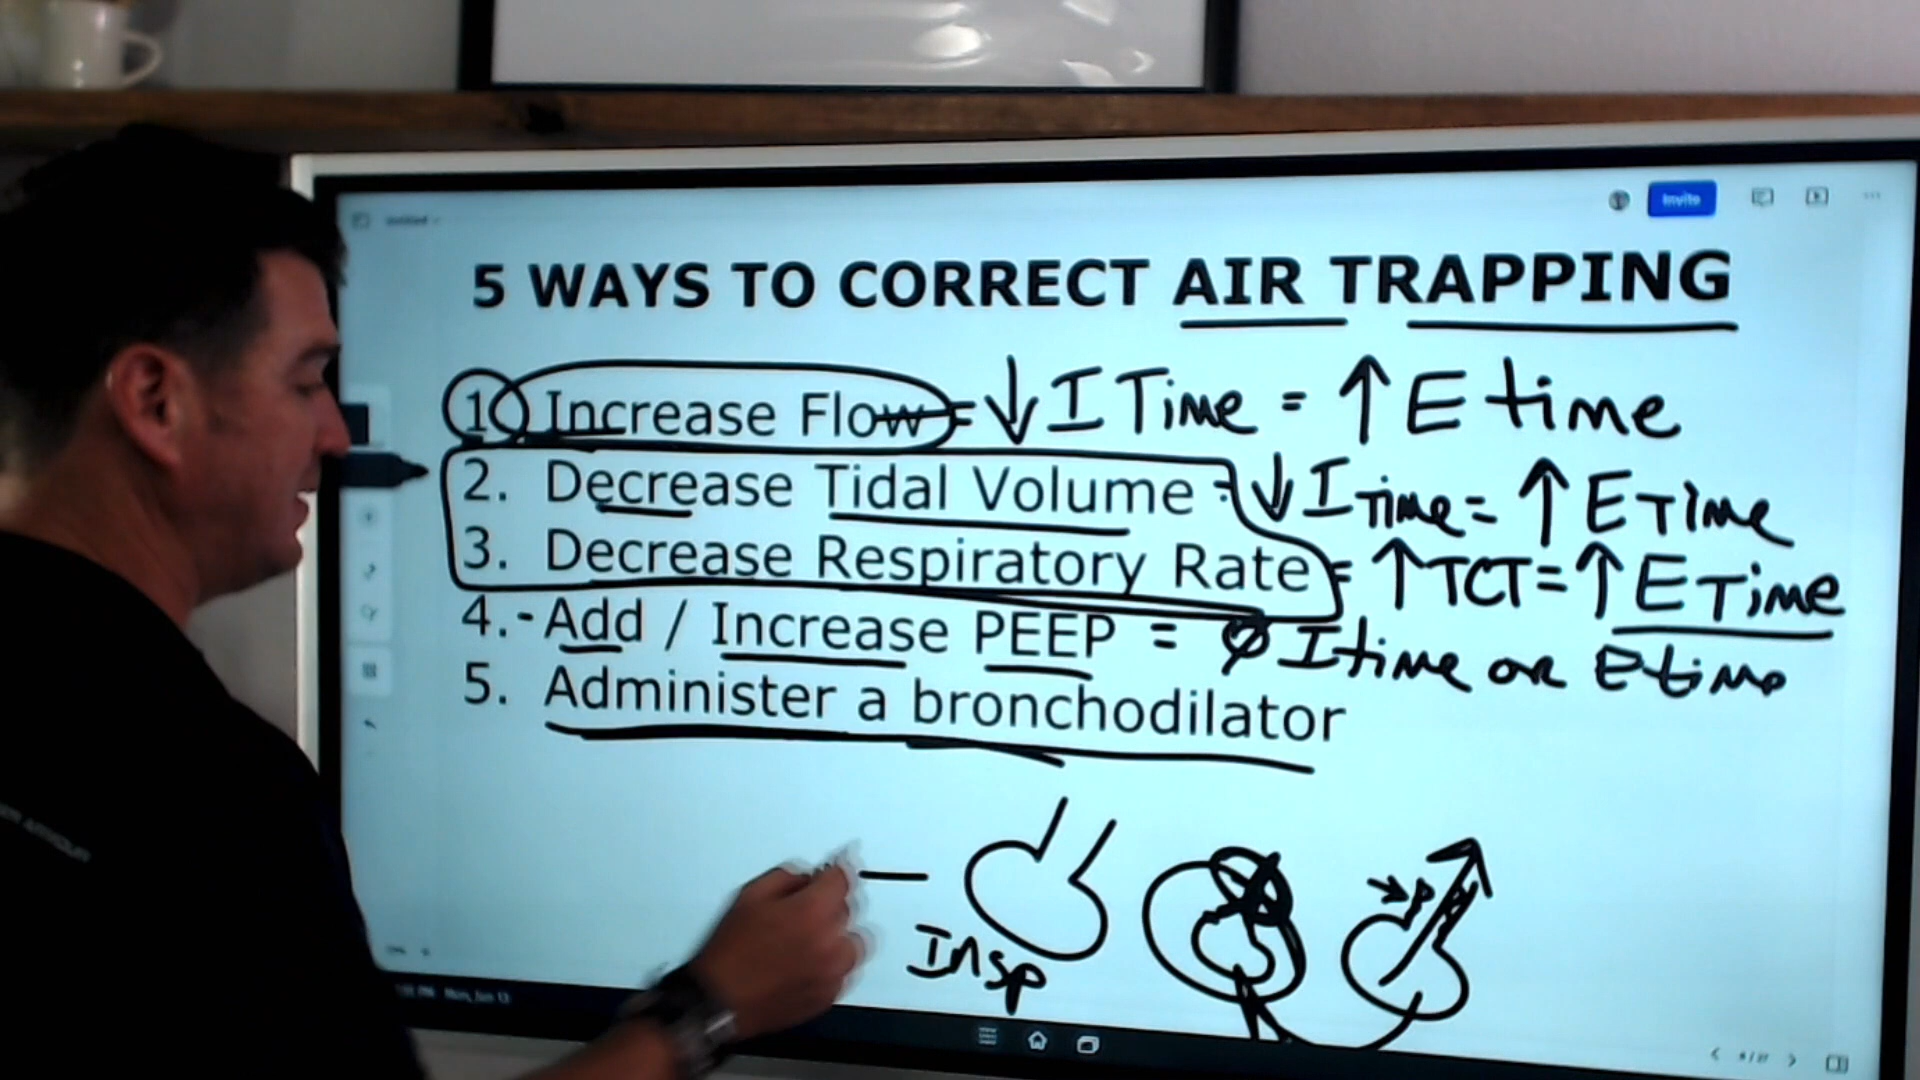 Invite
5 WAYS TO CORRECT AIR TRAPPING
1. Increase Flow = ↓ I Time = ↑ E time
2. Decrease Tidal Volume = ↓ I Time = ↑ E Time
3. Decrease Respiratory Rate = ↑ TCT = ↑ E Time
4. - Add / Increase PEEP = Ø I time or E time
5. Administer a bronchodilator
Insp